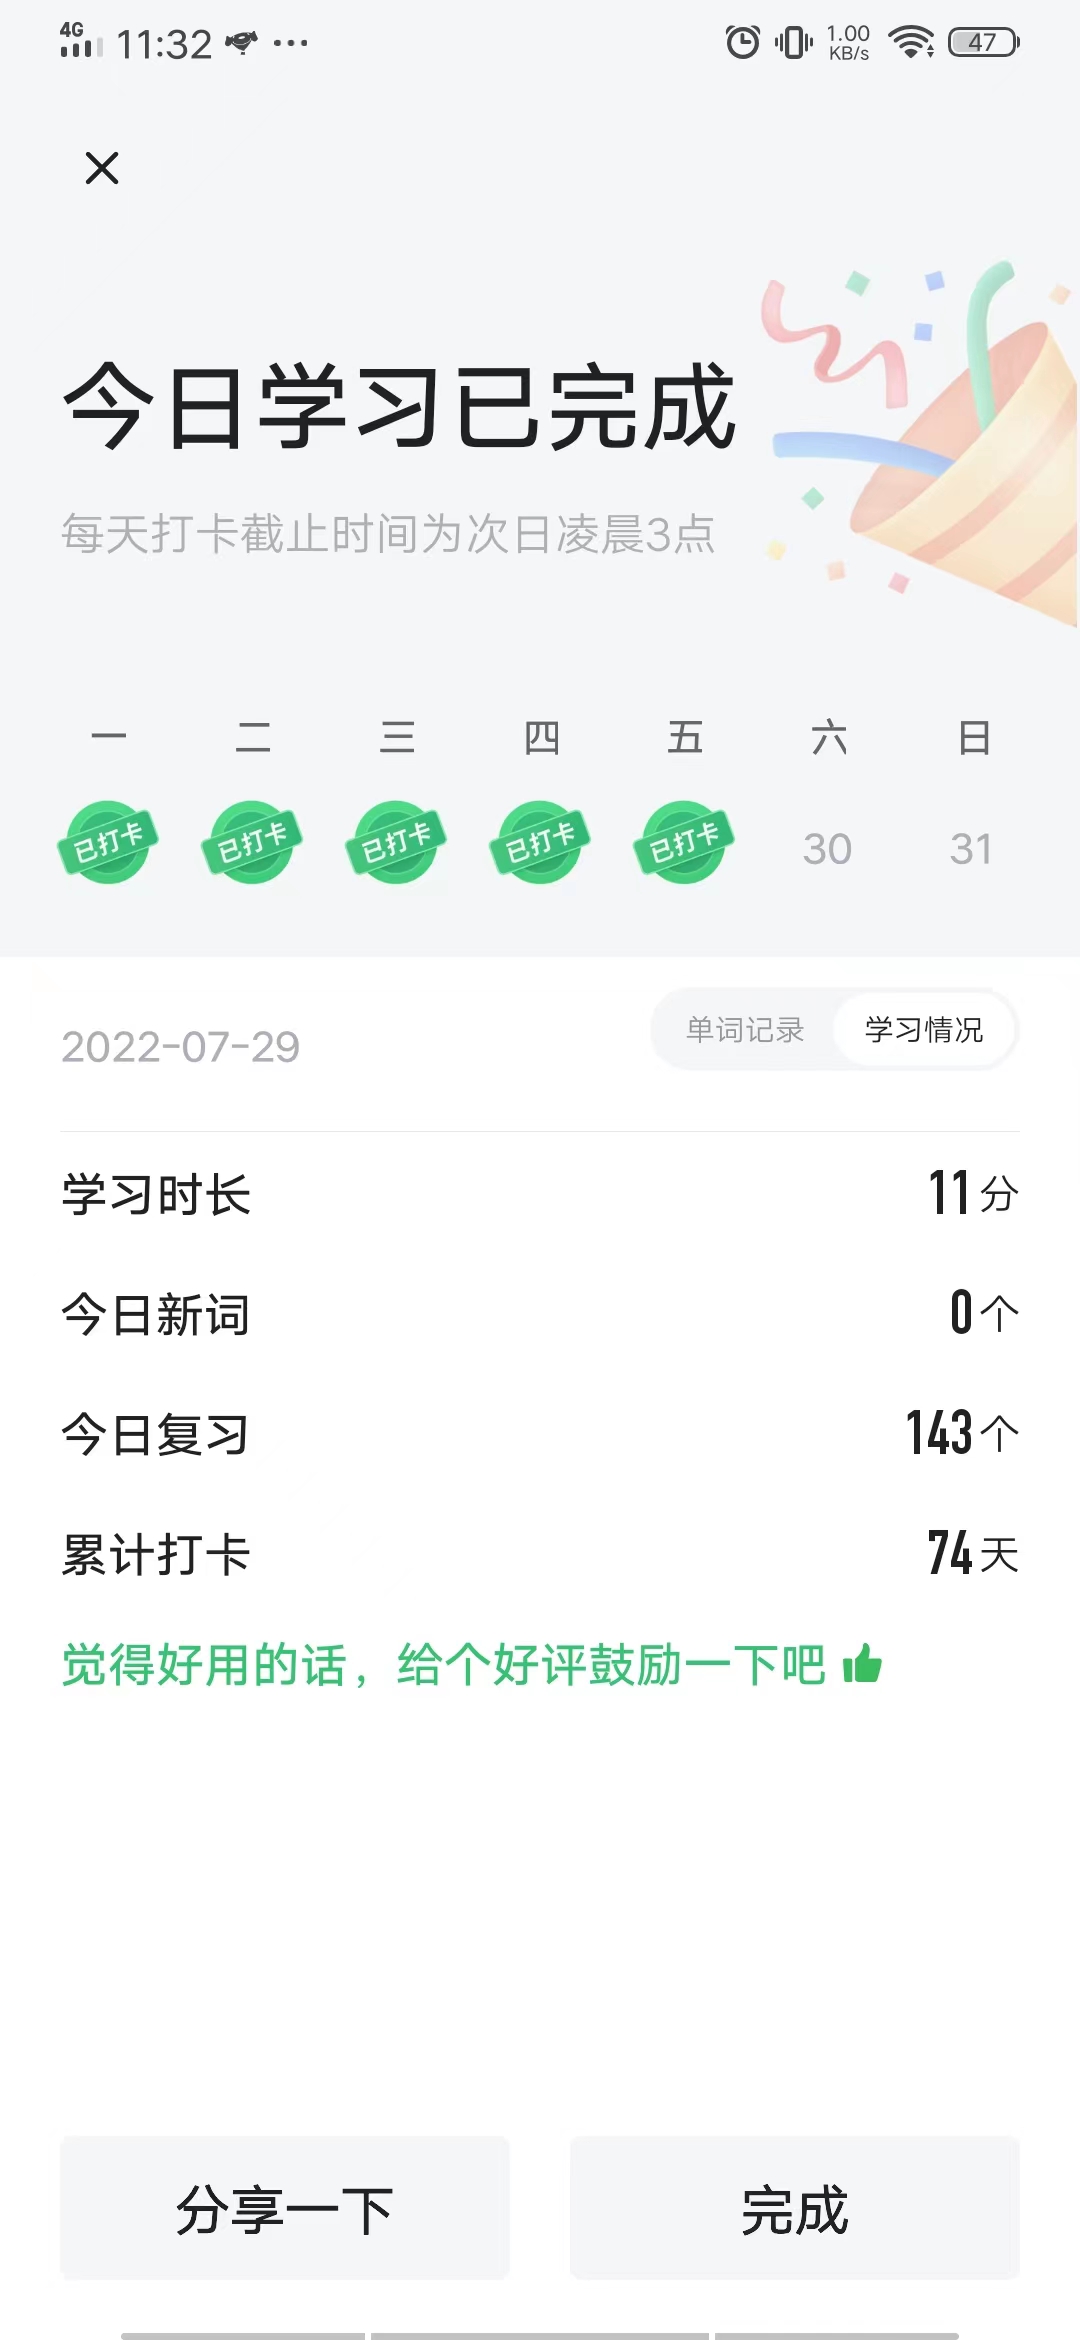 4G 11:32 ... 1.00 KB/s 47
今日学习已完成
每天打卡截止时间为次日凌晨3点
一 二 三 四 五 六 日
已打卡 已打卡 已打卡 已打卡 已打卡 30 31
2022-07-29 单词记录 学习情况
学习时长 11分
今日新词 0个
今日复习 143个
累计打卡 74天
觉得好用的话，给个好评鼓励一下吧
分享一下 完成